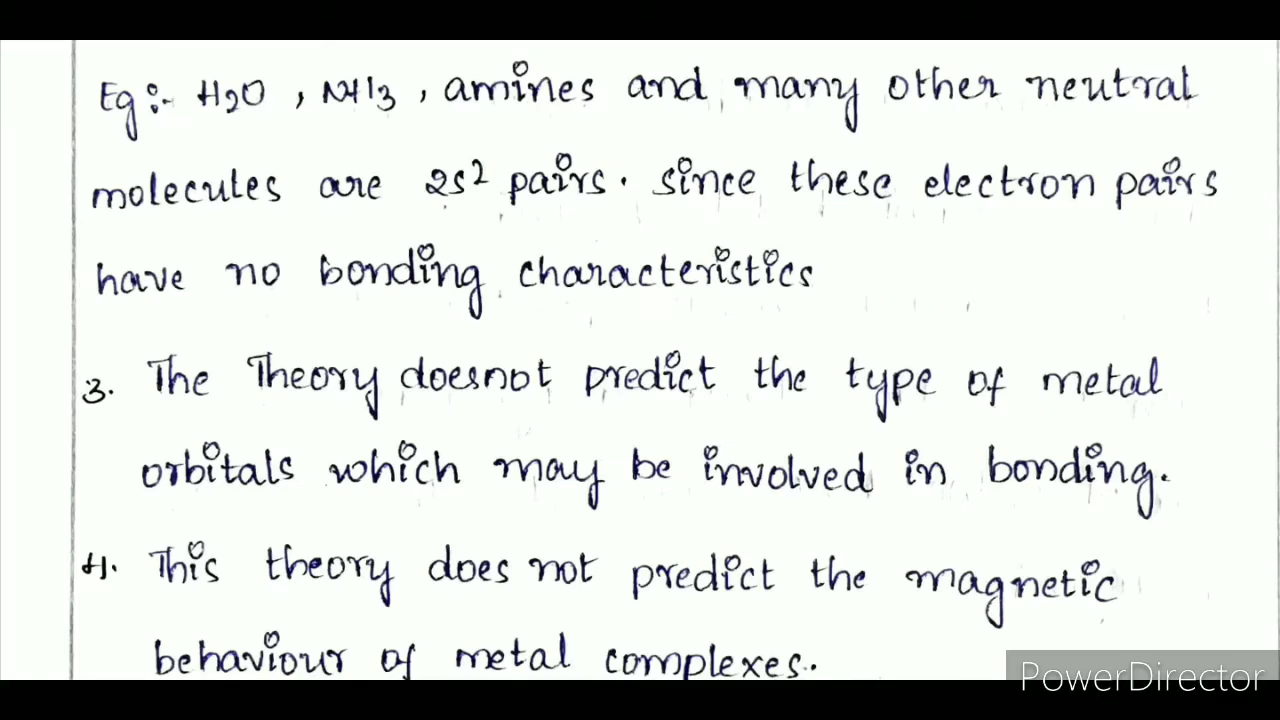 Eg:- H2O , NH3 , amines and many other neutral
molecules are 2s2 pairs. since these electron pairs
have no bonding characteristics
3. The Theory doesnot predict the type of metal
orbitals which may be involved in bonding.
4. This theory does not predict the magnetic
behaviour of metal complexes.
PowerDirector